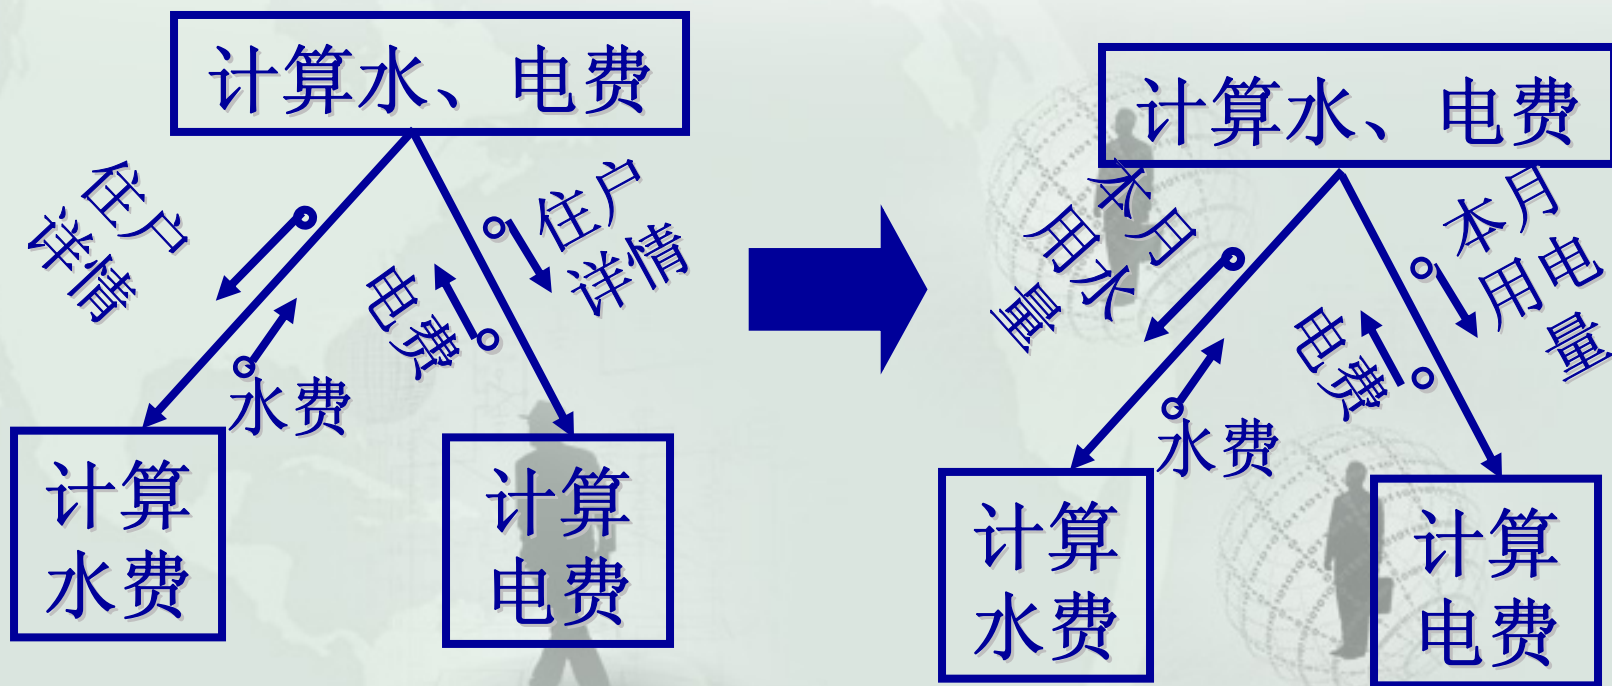 计算水、电费
住户
详情
住户
详情
电费
水费
计算
水费
计算
电费
计算水、电费
本月
用水
量
本月
用电
量
电费
水费
计算
水费
计算
电费